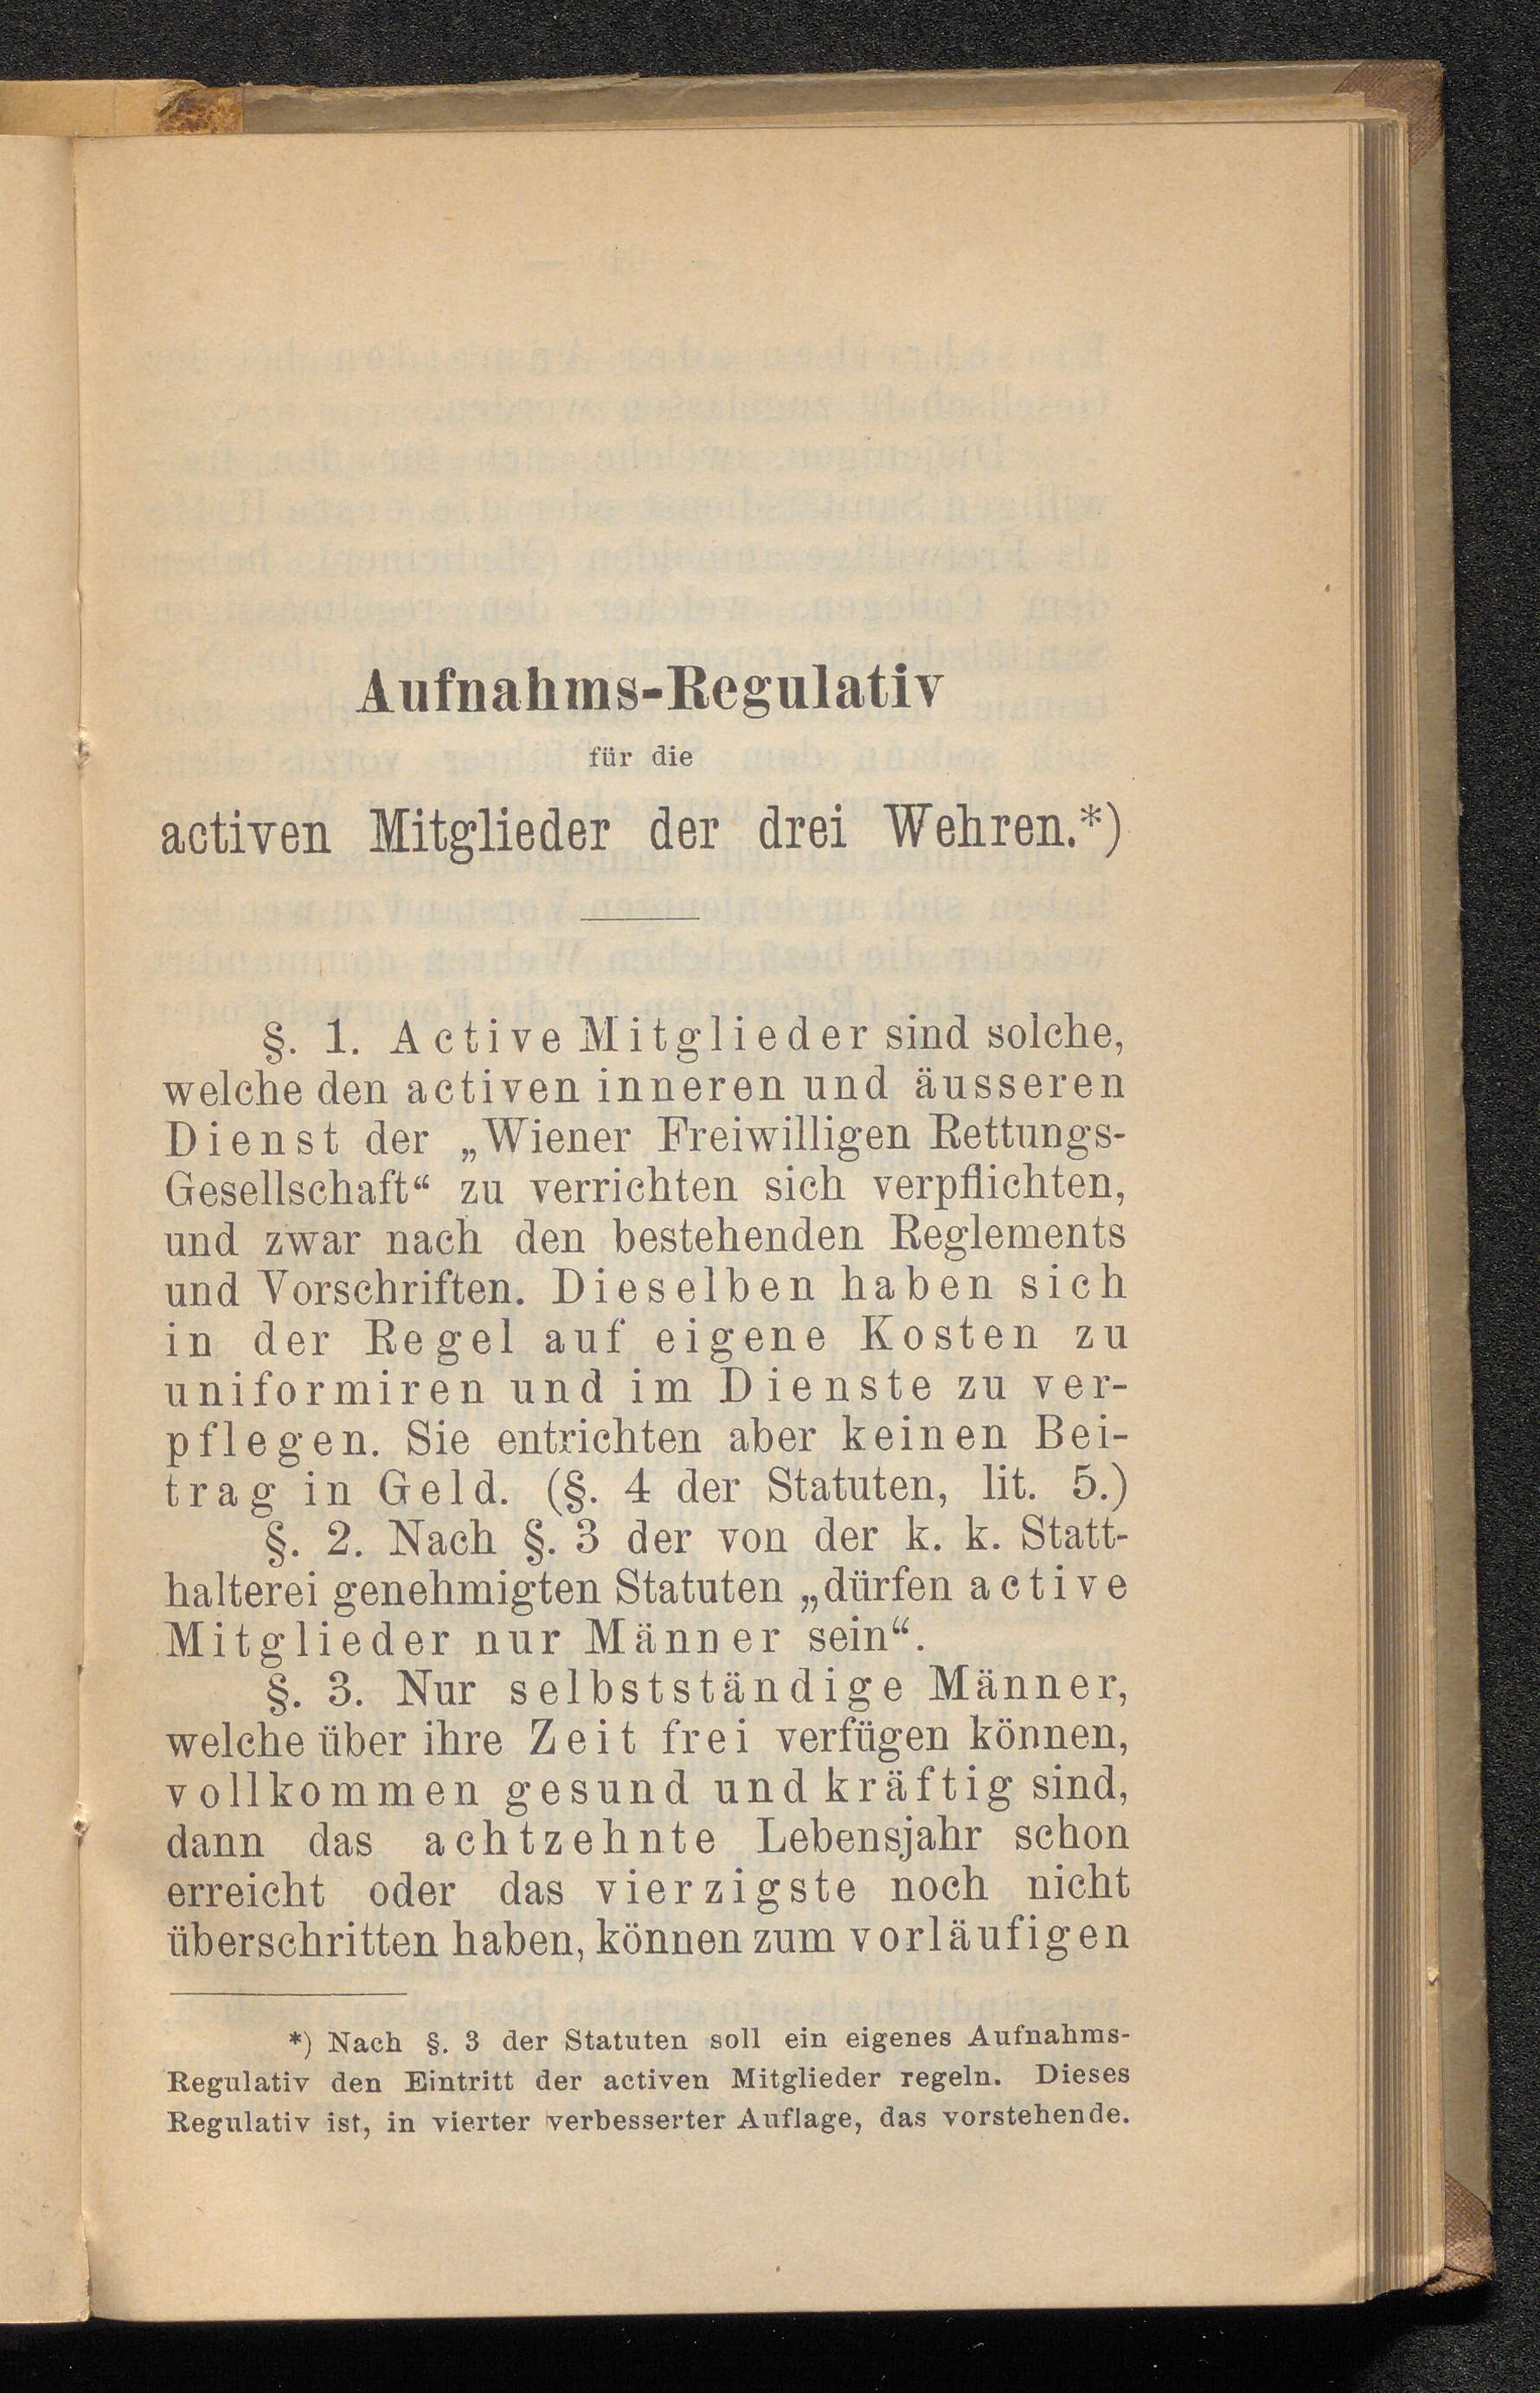 Aufnahms-Regulativ
für die
activen Mitglieder der drei Wehren.*)
§. 1. Active Mitglieder sind solche,
welche den activen inneren und äusseren
Dienst der „Wiener Freiwilligen Rettungs-
Gesellschaft“ zu verrichten sich verpflichten,
und zwar nach den bestehenden Reglements
und Vorschriften. Dieselben haben sich
in der Regel auf eigene Kosten zu
uniformiren und im Dienste zu ver-
pflegen. Sie entrichten aber keinen Bei-
trag in Geld. (§. 4 der Statuten, lit. 5.)
§. 2. Nach §. 3 der von der k. k. Statt-
halterei genehmigten Statuten „dürfen active
Mitglieder nur Männer sein“.
§. 3. Nur selbstständige Männer,
welche über ihre Zeit frei verfügen können,
vollkommen gesund und kräftig sind,
dann das achtzehnte Lebensjahr schon
erreicht oder das vierzigste noch nicht
überschritten haben, können zum vorläufigen
*) Nach §. 3 der Statuten soll ein eigenes Aufnahms-
Regulativ den Eintritt der activen Mitglieder regeln. Dieses
Regulativ ist, in vierter verbesserter Auflage, das vorstehende.